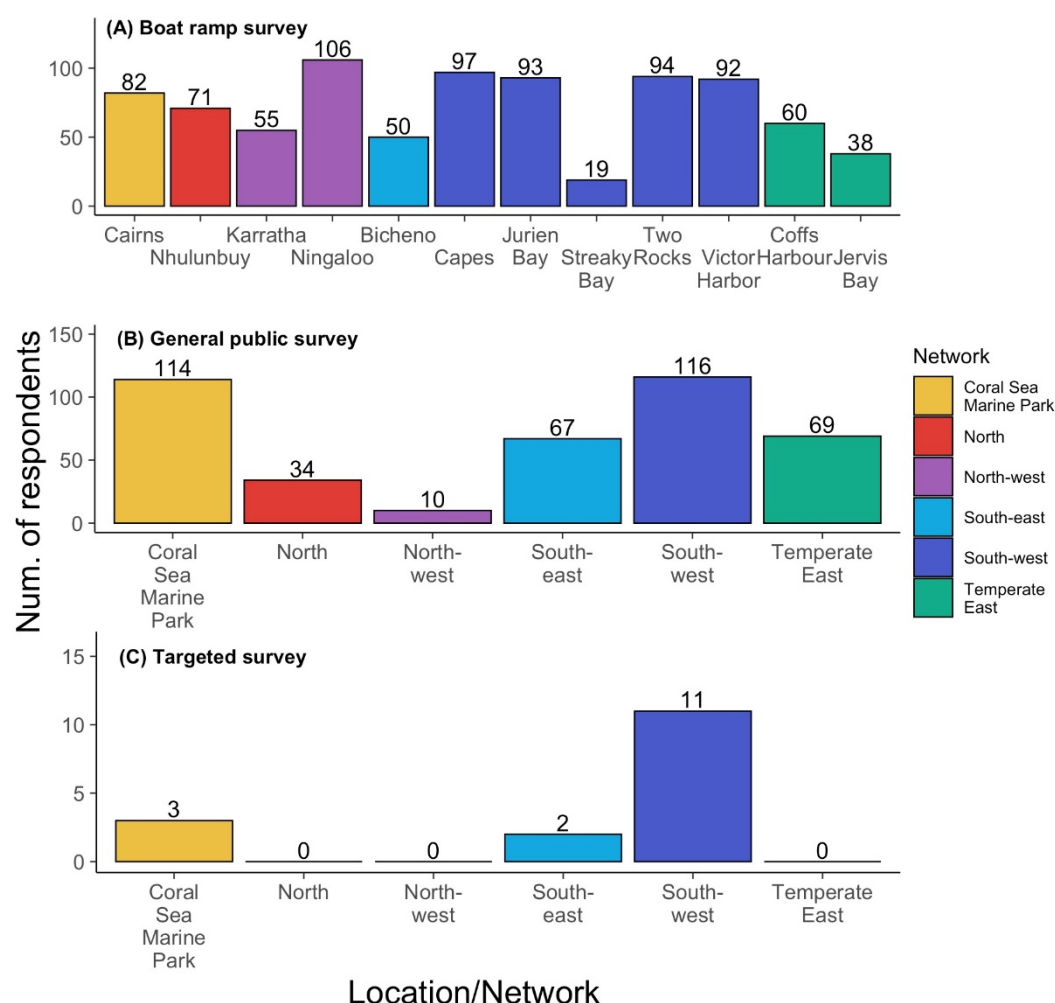 (A) Boat ramp survey
82
71
55
106
50
97
93
19
94
92
60
38
100
50
0
Cairns
Nhulunbuy
Karratha
Ningaloo
Bicheno
Capes
Jurien
Bay
Streaky
Bay
Two
Rocks
Victor
Harbor
Coffs
Harbour
Jervis
Bay
Num. of respondents
(B) General public survey
150
100
50
0
114
34
10
67
116
69
Coral
Sea
Marine
Park
North
North-
west
South-
east
South-
west
Temperate
East
Network
Coral Sea
Marine Park
North
North-west
South-east
South-west
Temperate
East
(C) Targeted survey
15
10
5
0
3
0
0
2
11
0
Coral
Sea
Marine
Park
North
North-
west
South-
east
South-
west
Temperate
East
Location/Network